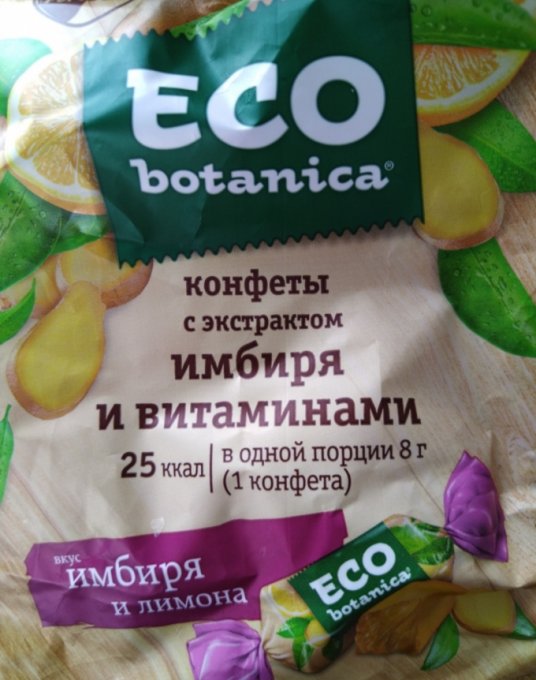 ECO
botanica®
конфеты
с экстрактом
имбиря
и витаминами
25 ккал
в одной порции 8 г
(1 конфета)
вкус
имбиря
и лимона
ECO
botanica®